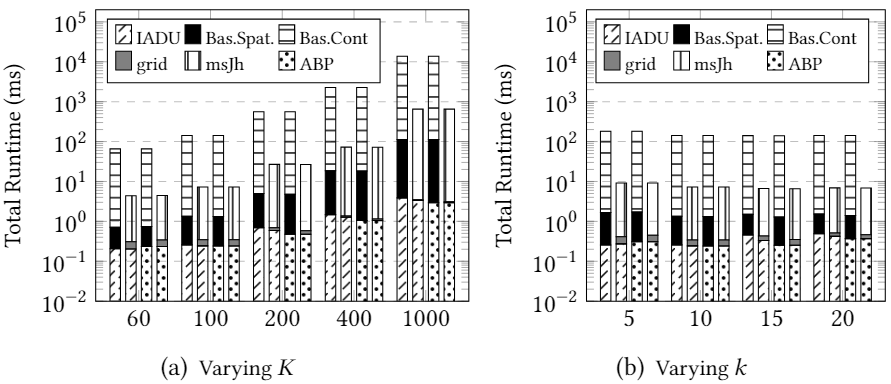 Total Runtime (ms)
10^5
10^4
10^3
10^2
10^1
10^0
10^−1
10^−2
IADU Bas.Spat. Bas.Cont
grid msJh ABP
60 100 200 400 1000
(a) Varying K
Total Runtime (ms)
10^5
10^4
10^3
10^2
10^1
10^0
10^−1
10^−2
IADU Bas.Spat. Bas.Cont
grid msJh ABP
5 10 15 20
(b) Varying k